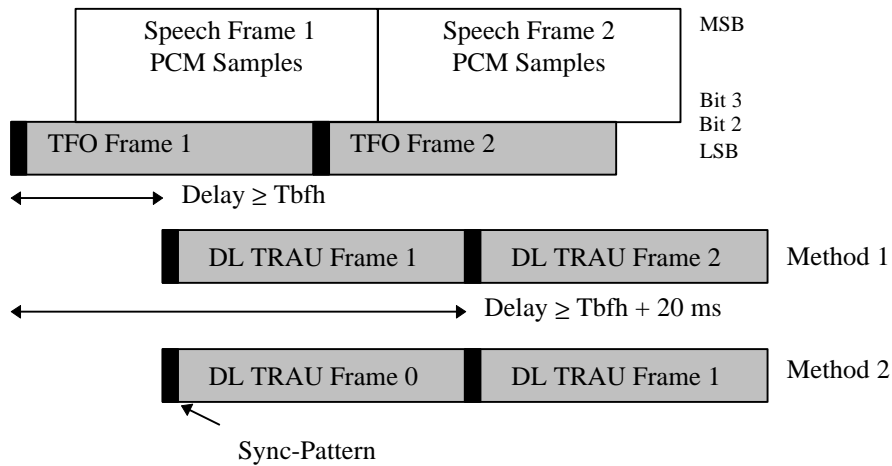 Speech Frame 1
PCM Samples
Speech Frame 2
PCM Samples
MSB
Bit 3
Bit 2
LSB
TFO Frame 1
TFO Frame 2
Delay ≥ Tbfh
DL TRAU Frame 1
DL TRAU Frame 2
Method 1
Delay ≥ Tbfh + 20 ms
DL TRAU Frame 0
DL TRAU Frame 1
Method 2
Sync-Pattern